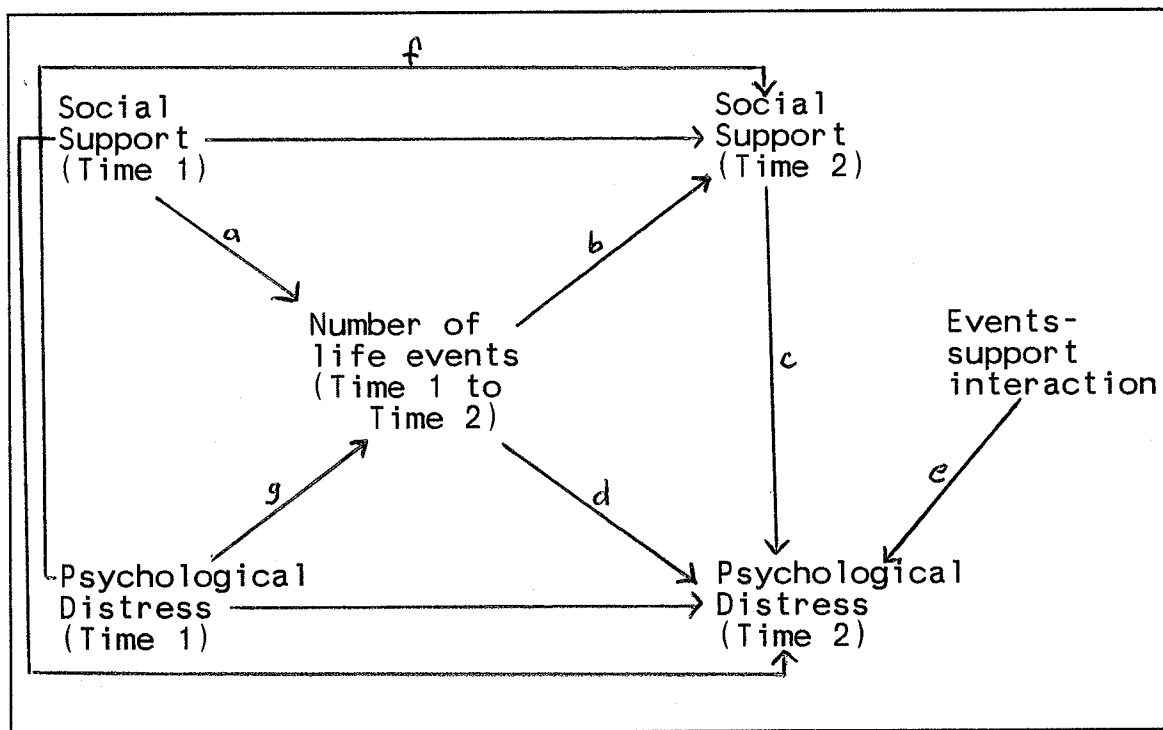 f
Social
Support
(Time 1)
Social
Support
(Time 2)
a
b
Number of
life events
(Time 1 to
Time 2)
c
Events-
support
interaction
g
d
e
Psychological
Distress
(Time 1)
Psychological
Distress
(Time 2)